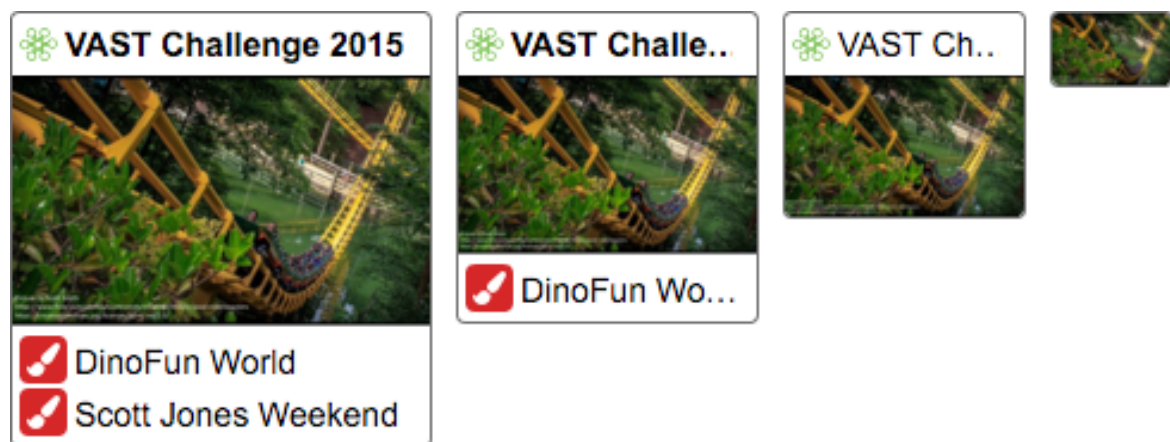 VAST Challenge 2015
DinoFun World
Scott Jones Weekend
VAST Challe...
DinoFun Wo...
VAST Ch...